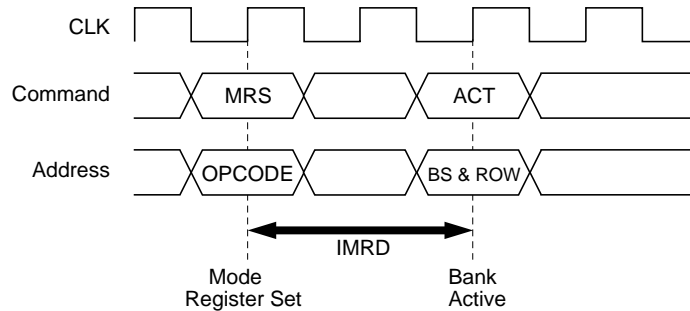 CLK
Command
MRS
ACT
Address
OPCODE
BS & ROW
IMRD
Mode
Register Set
Bank
Active